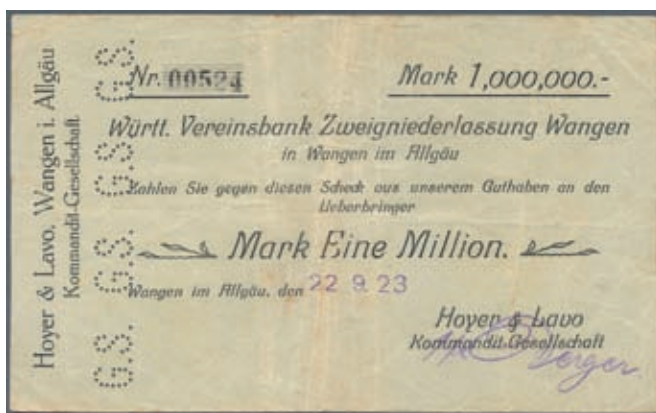 Hoyer & Lavo, Wangen i. Allgäu
Kommandit-Gesellschaft.
G.S. G.S. G.S. G.S.
Nr. 00524
Mark 1,000,000.-
Württ. Vereinsbank Zweigniederlassung Wangen
in Wangen im Allgäu
Zahlen Sie gegen diesen Scheck aus unserem Guthaben an den
Ueberbringer
Mark Eine Million.
Wangen im Allgäu, den 22 9. 23
Hoyer & Lavo
Kommandit-Gesellschaft